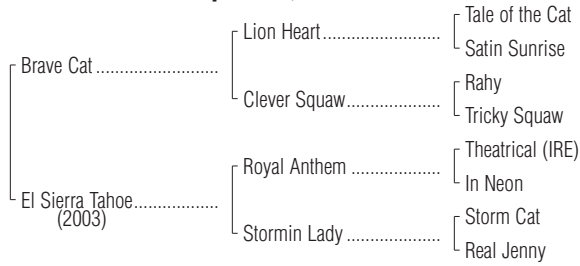 Tale of the Cat
Lion Heart......................
Satin Sunrise
Brave Cat .......................
Rahy
Clever Squaw..................
Tricky Squaw
Theatrical (IRE)
Royal Anthem .................
In Neon
El Sierra Tahoe................
(2003)
Storm Cat
Stormin Lady ..................
Real Jenny